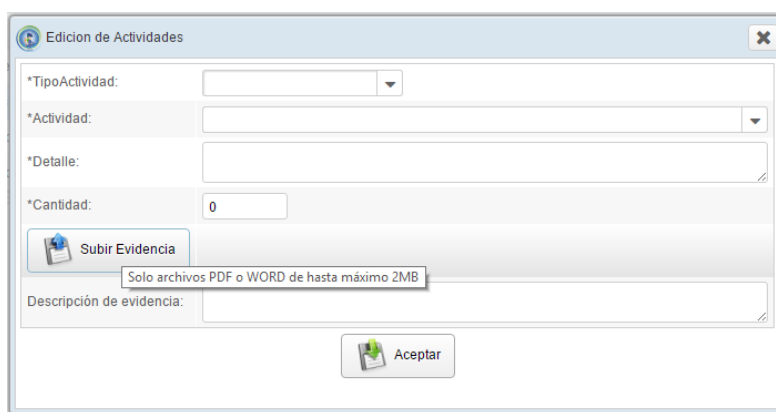 Edicion de Actividades
*TipoActividad:
*Actividad:
*Detalle:
*Cantidad: 0
Subir Evidencia
Solo archivos PDF o WORD de hasta máximo 2MB
Descripción de evidencia:
Aceptar